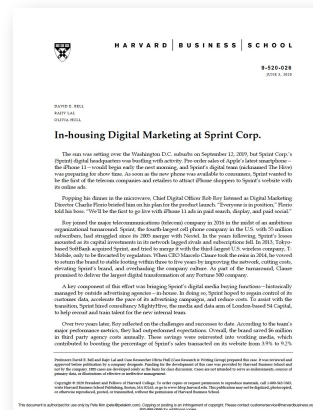 HARVARD | BUSINESS | SCHOOL
9-520-026
JUNE 3, 2020
DAVID E. BELL
RAJIV LAL
OLIVIA HULL
In-housing Digital Marketing at Sprint Corp.
The sun was setting over the Washington D.C. suburbs on September 12, 2019, but Sprint Corp.'s
(Sprint) digital headquarters was bustling with activity. Pre-order sales of Apple's latest smartphone –
the iPhone 11 – would begin early the next morning, and Sprint's digital team (nicknamed The Hive)
was preparing for show time. As soon as the new phone was available to consumers, Sprint wanted to
be the first of the telecom companies and retailers to attract iPhone shoppers to Sprint's website with
its online ads.
Popping his dinner in the microwave, Chief Digital Officer Rob Roy listened as Digital Marketing
Director Charlie Plonio briefed him on his plan for the product launch. "Everyone is in position," Plonio
told his boss. "We'll be the first to go live with iPhone 11 ads in paid search, display, and paid social."
Roy joined the major telecommunications (telecom) company in 2016 in the midst of an ambitious
organizational turnaround. Sprint, the fourth-largest cell phone company in the U.S. with 55 million
subscribers, had struggled since its 2005 merger with Nextel. In the years following, Sprint's losses
mounted as its capital investments in its network lagged rivals and subscriptions fell. In 2013, Tokyo-
based SoftBank acquired Sprint, and tried to merge it with the third-largest U.S. wireless company, T-
Mobile, only to be thwarted by regulation. When CEO Marcelo Claure took the reins in 2014, he vowed
to return the brand to stable footing within three to five years by improving the network, cutting costs,
elevating Sprint's brand, and overhauling the company culture. As part of the turnaround, Claure
promised to deliver the largest digital transformation of any Fortune 500 company.
A key component of this effort was bringing Sprint's digital media buying functions–historically
managed by outside advertising agencies–in-house. In doing so, Sprint hoped to regain control of its
customer data, accelerate the pace of its advertising campaigns, and reduce costs. To assist with the
transition, Sprint hired consultancy MightyHive, the media and data arm of London-based S4 Capital,
to help recruit and train talent for the new internal team.
Over two years later, Roy reflected on the challenges and successes to date. According to the team's
major performance metrics, they had outperformed expectations. Overall, the brand saved $6 million
in third party agency costs annually. These savings were reinvested into working media, which
contributed to boosting the percentage of Sprint's sales transacted on its website from 3.9% to 9.2%